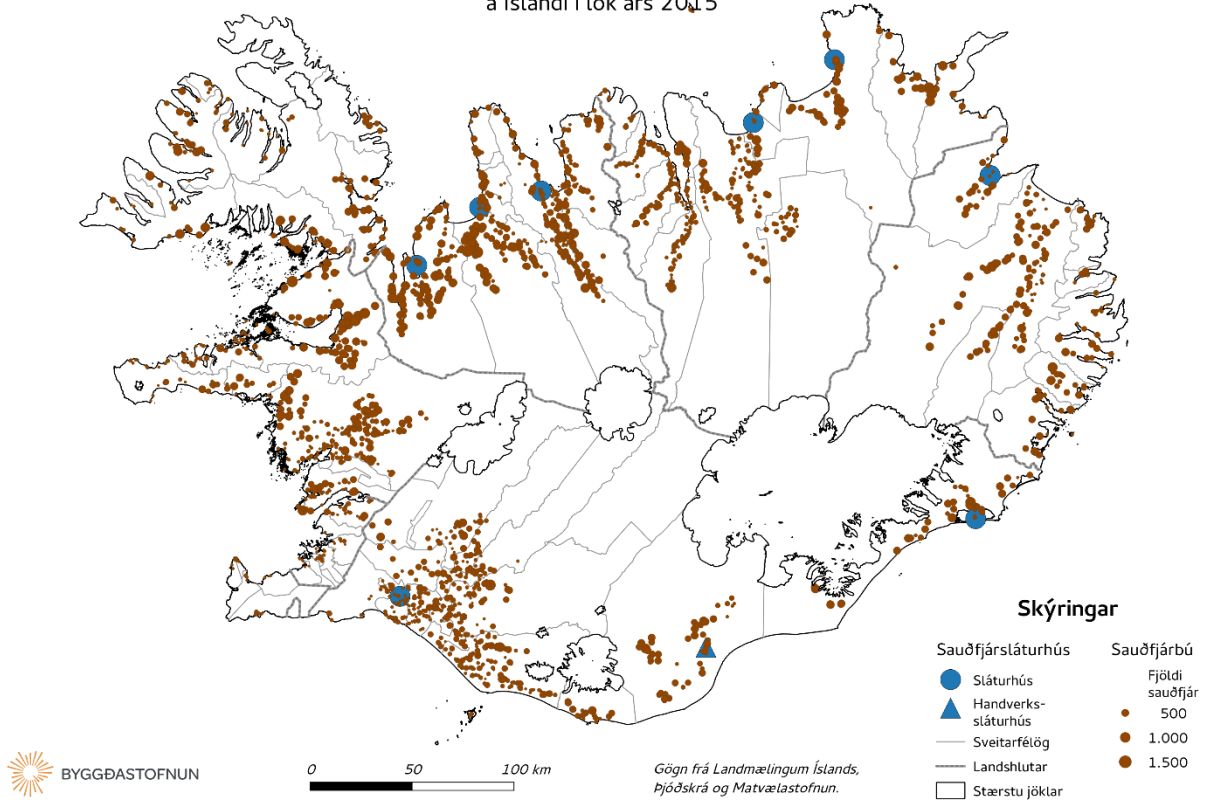 á Íslandi í lok árs 2015
Skýringar
Sauðfjársláturhús
Sláturhús
Handverks-
sláturhús
Sveitarfélög
Landshlutar
Stærstu jöklar
Sauðfjárbú
Fjöldi
sauðfjár
500
1.000
1.500
BYGGÐASTOFNUN
0 50 100 km
Gögn frá Landmælingum Íslands,
Þjóðskrá og Matvælastofnun.